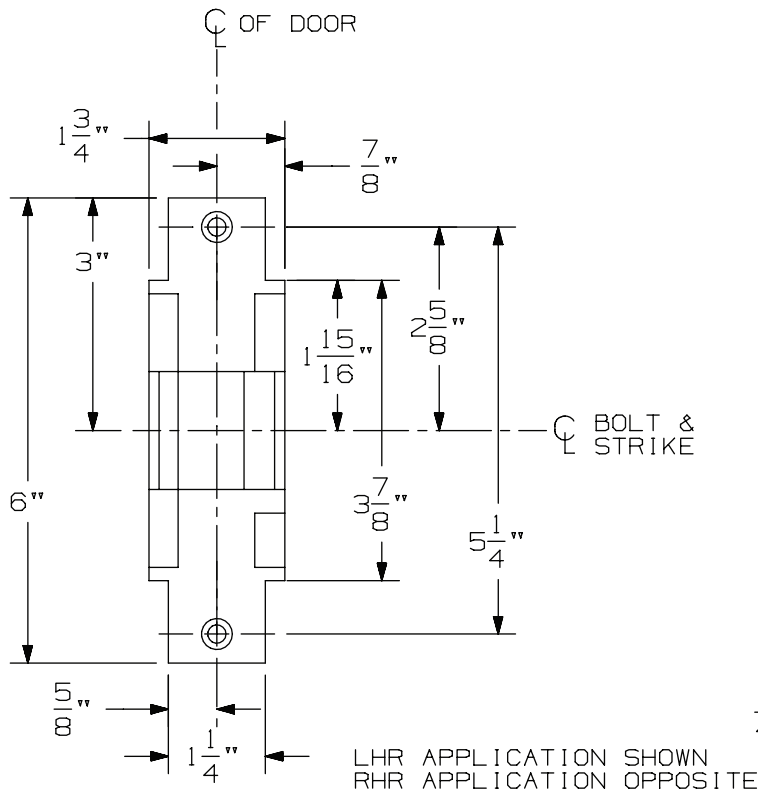 ℄ OF DOOR
1 3/4"
7/8"
3"
2 5/8"
1 15/16"
℄ BOLT &
STRIKE
6"
3 7/8"
5 1/4"
5/8"
1 1/4"
LHR APPLICATION SHOWN
RHR APPLICATION OPPOSITE